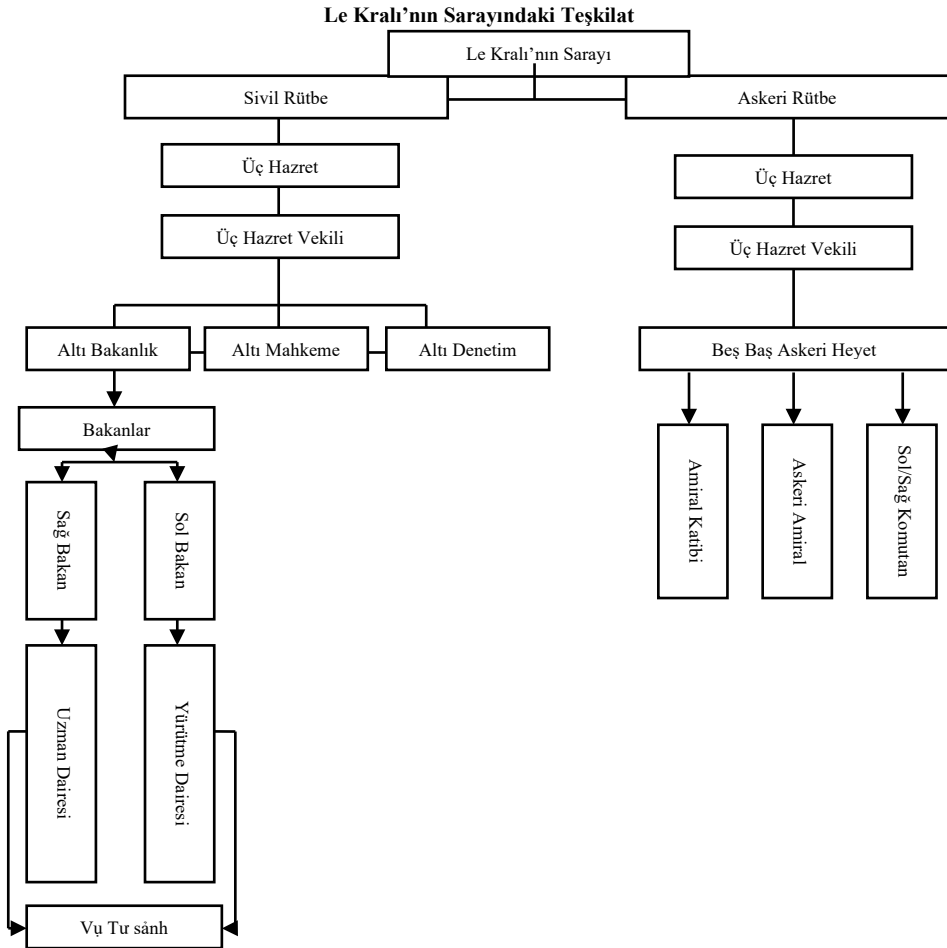 Le Kralı’nın Sarayındaki Teşkilat
Le Kralı’nın Sarayı
Sivil Rütbe
Askeri Rütbe
Üç Hazret
Üç Hazret
Üç Hazret Vekili
Üç Hazret Vekili
Altı Bakanlık
Altı Mahkeme
Altı Denetim
Beş Baş Askeri Heyet
Bakanlar
Amiral Katibi
Askeri Amiral
Sol/Sağ Komutan
Sağ Bakan
Sol Bakan
Uzman Dairesi
Yürütme Dairesi
Vụ Tư sảnh